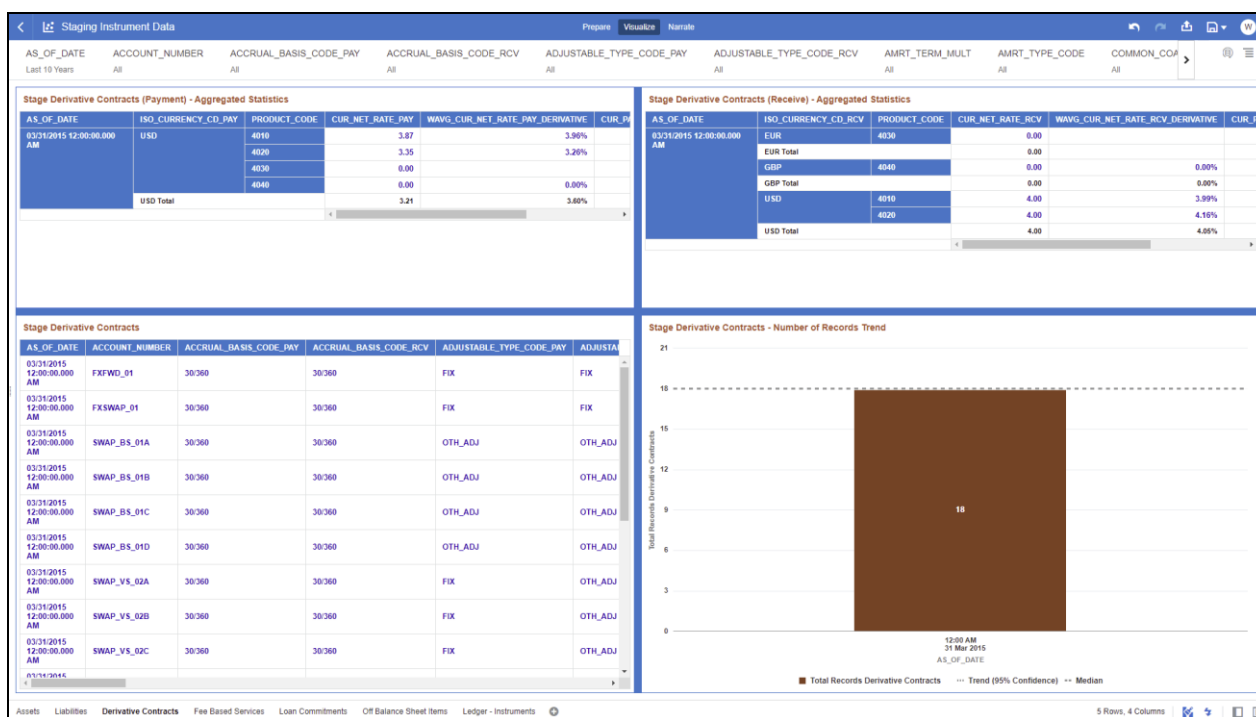 Staging Instrument Data Prepare Visualize Narrate W
AS_OF_DATE ACCOUNT_NUMBER ACCRUAL_BASIS_CODE_PAY ACCRUAL_BASIS_CODE_RCV ADJUSTABLE_TYPE_CODE_PAY ADJUSTABLE_TYPE_CODE_RCV AMRT_TERM_MULT AMRT_TYPE_CODE COMMON_COA
Last 10 Years All All All All All All All All
Stage Derivative Contracts (Payment) - Aggregated Statistics
AS_OF_DATE ISO_CURRENCY_CD_PAY PRODUCT_CODE CUR_NET_RATE_PAY WAVG_CUR_NET_RATE_PAY_DERIVATIVE CUR_PA
03/31/2015 12:00:00.000 USD 4010 3.87 3.96%
AM
4020 3.35 3.26%
4030 0.00
4040 0.00 0.00%
USD Total 3.21 3.60%
Stage Derivative Contracts (Receive) - Aggregated Statistics
AS_OF_DATE ISO_CURRENCY_CD_RCV PRODUCT_CODE CUR_NET_RATE_RCV WAVG_CUR_NET_RATE_RCV_DERIVATIVE CUR_P
03/31/2015 12:00:00.000 EUR 4030 0.00
AM
EUR Total 0.00
GBP 4040 0.00 0.00%
GBP Total 0.00 0.00%
USD 4010 4.00 3.99%
4020 4.00 4.16%
USD Total 4.00 4.05%
Stage Derivative Contracts
AS_OF_DATE ACCOUNT_NUMBER ACCRUAL_BASIS_CODE_PAY ACCRUAL_BASIS_CODE_RCV ADJUSTABLE_TYPE_CODE_PAY ADJUSTA
03/31/2015
12:00:00.000 FXFWD_01 30/360 30/360 FIX FIX
AM
03/31/2015
12:00:00.000 FXSWAP_01 30/360 30/360 FIX FIX
AM
03/31/2015
12:00:00.000 SWAP_BS_01A 30/360 30/360 OTH_ADJ OTH_ADJ
AM
03/31/2015
12:00:00.000 SWAP_BS_01B 30/360 30/360 OTH_ADJ OTH_ADJ
AM
03/31/2015
12:00:00.000 SWAP_BS_01C 30/360 30/360 OTH_ADJ OTH_ADJ
AM
03/31/2015
12:00:00.000 SWAP_BS_01D 30/360 30/360 OTH_ADJ OTH_ADJ
AM
03/31/2015
12:00:00.000 SWAP_VS_02A 30/360 30/360 FIX OTH_ADJ
AM
03/31/2015
12:00:00.000 SWAP_VS_02B 30/360 30/360 FIX OTH_ADJ
AM
03/31/2015
12:00:00.000 SWAP_VS_02C 30/360 30/360 FIX OTH_ADJ
AM
03/31/2015
Stage Derivative Contracts - Number of Records Trend
Total Records Derivative Contracts
21
18
15
12
9
6
3
0
18
12:00 AM
31 Mar 2015
AS_OF_DATE
Total Records Derivative Contracts Trend (95% Confidence) Median
Assets Liabilities Derivative Contracts Fee Based Services Loan Commitments Off Balance Sheet Items Ledger - Instruments 5 Rows, 4 Columns